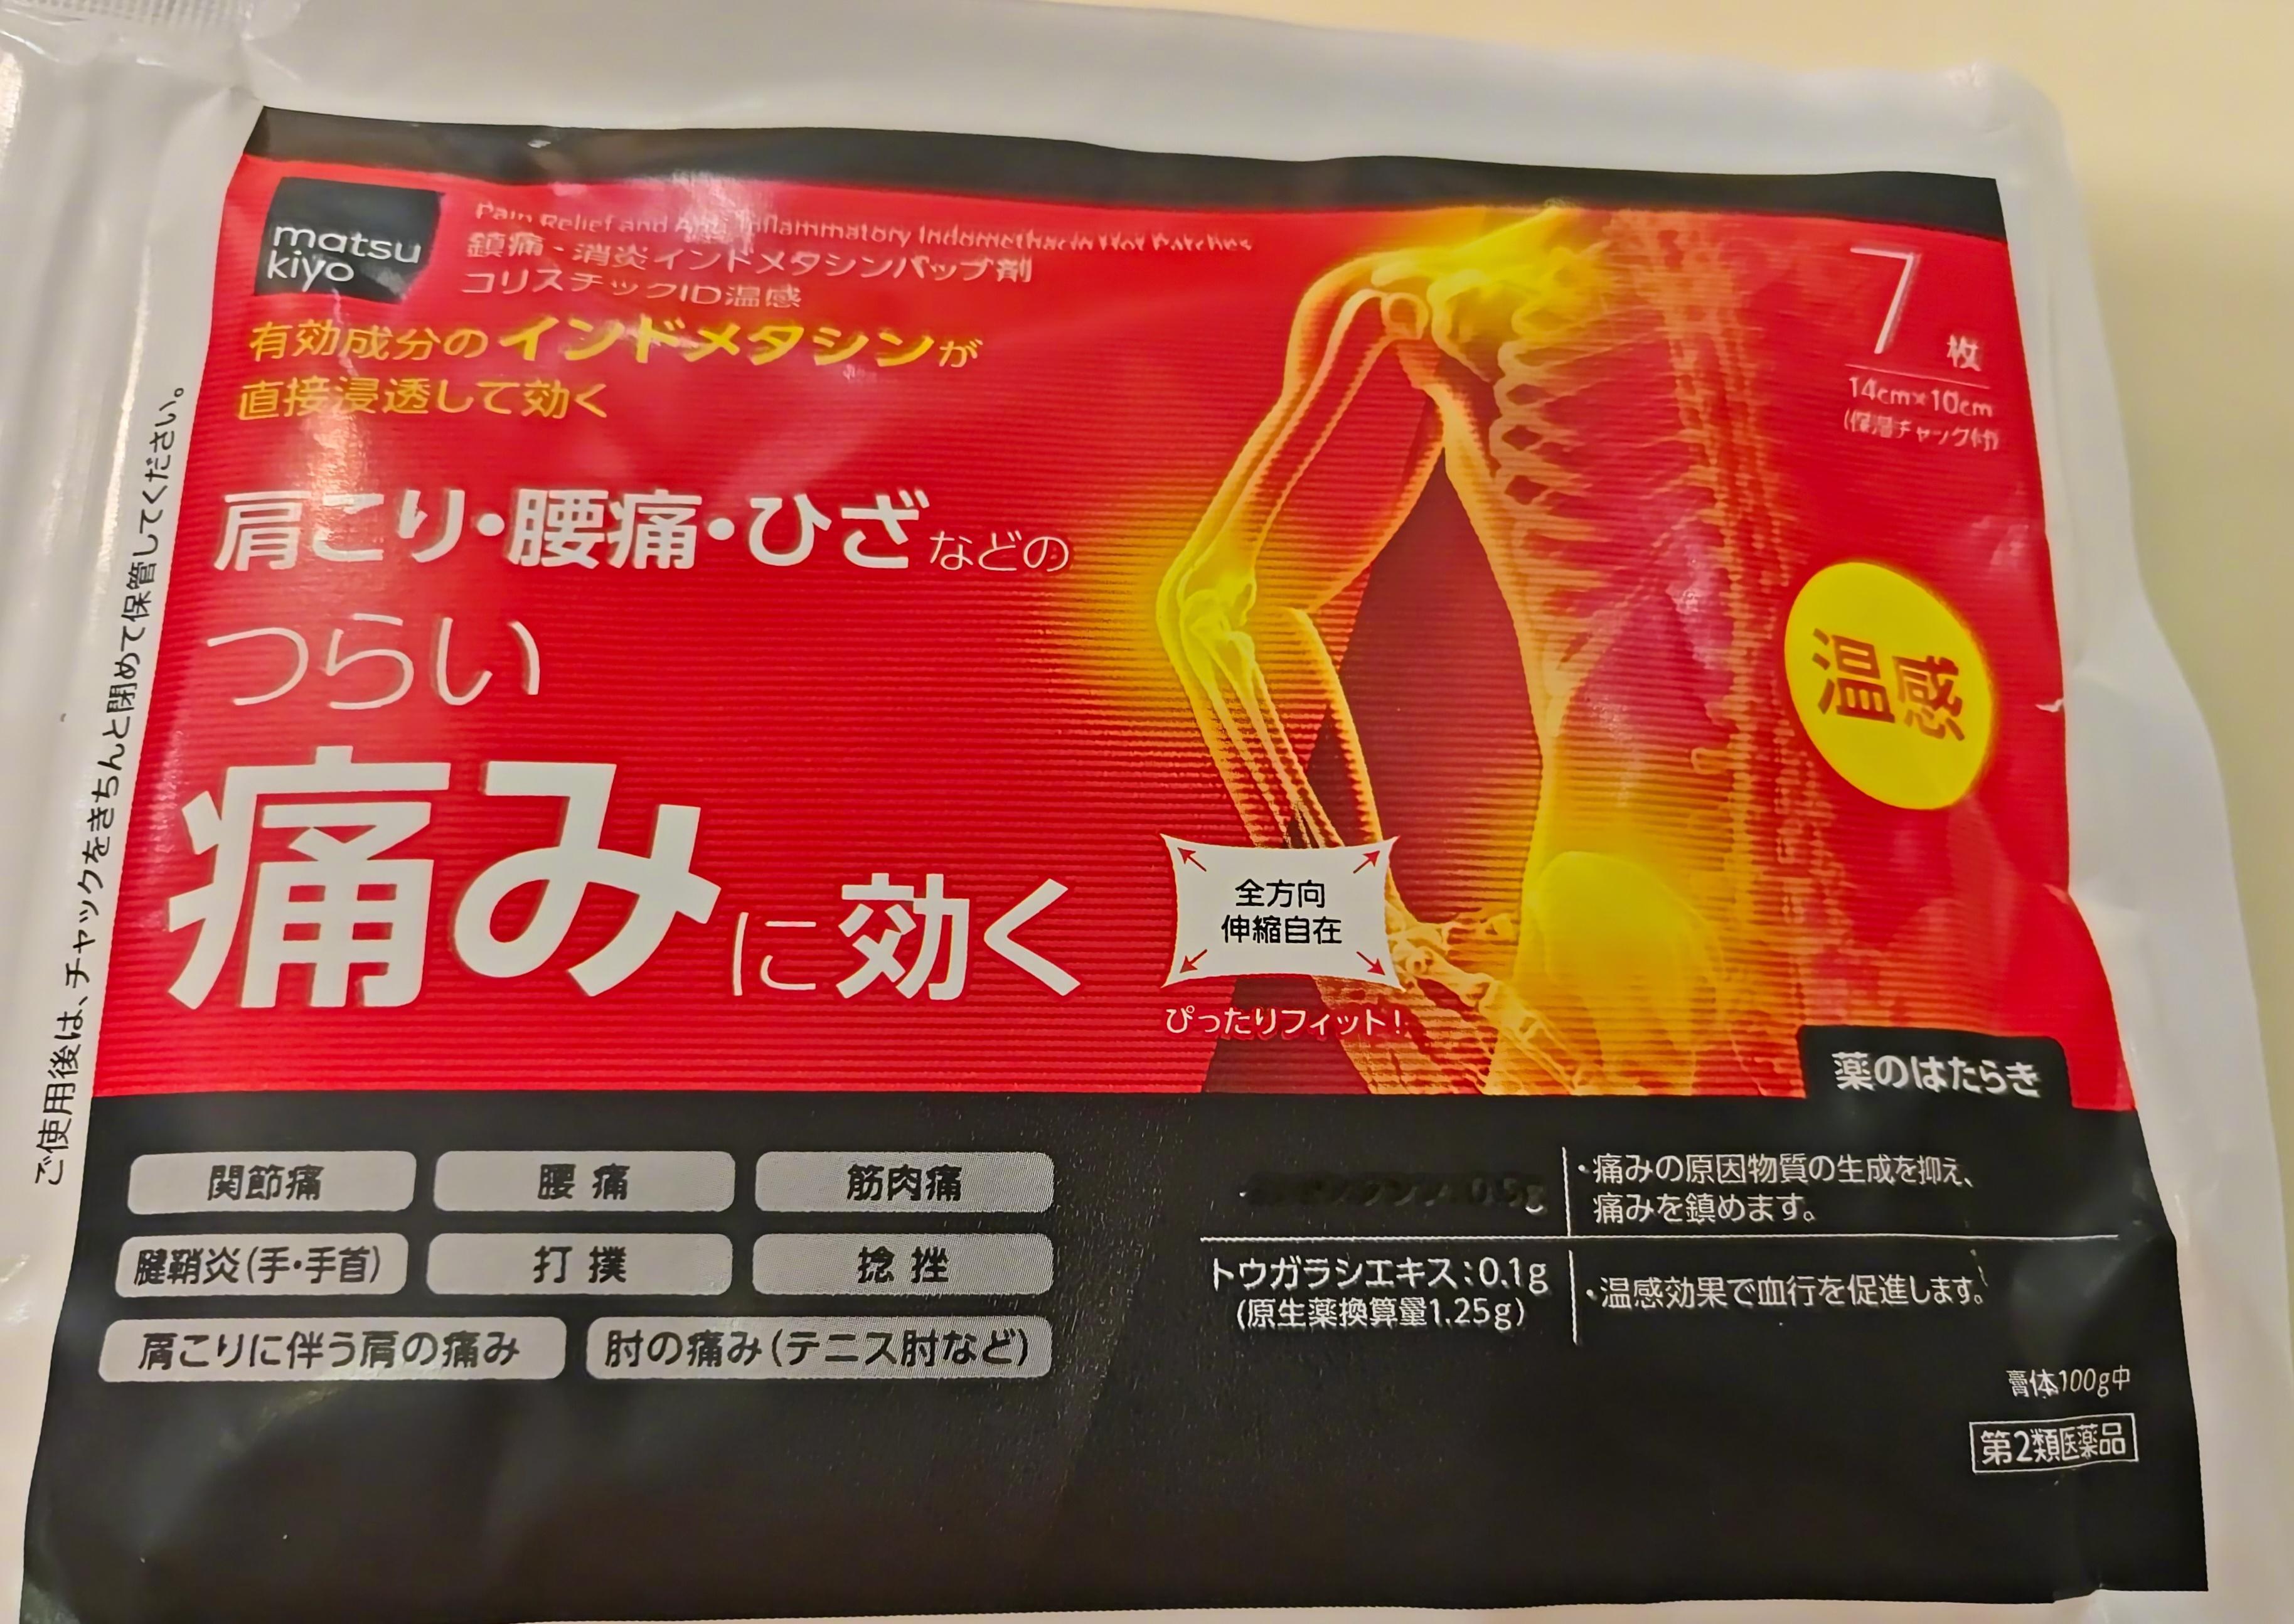 matsu
kiyo
Pain Relief and Anti Inflammatory Indomethacin Hot Patches
鎮痛・消炎インドメタシンパップ剤
コリスチックID温感
有効成分のインドメタシンが
直接浸透して効く
肩こり・腰痛・ひざなどの
つらい
痛みに効く
7枚
14cm×10cm
(保湿チャック付)
温感
全方向
伸縮自在
ぴったりフィット!
薬のはたらき
関節痛
腰痛
筋肉痛
腱鞘炎(手・手首)
打撲
捻挫
肩こりに伴う肩の痛み
肘の痛み(テニス肘など)
0.5g
・痛みの原因物質の生成を抑え、
痛みを鎮めます。
トウガラシエキス:0.1g
(原生薬換算量1.25g)
・温感効果で血行を促進します。
膏体100g中
第2類医薬品
ご使用後は、チャックをきちんと閉めて保管してください。